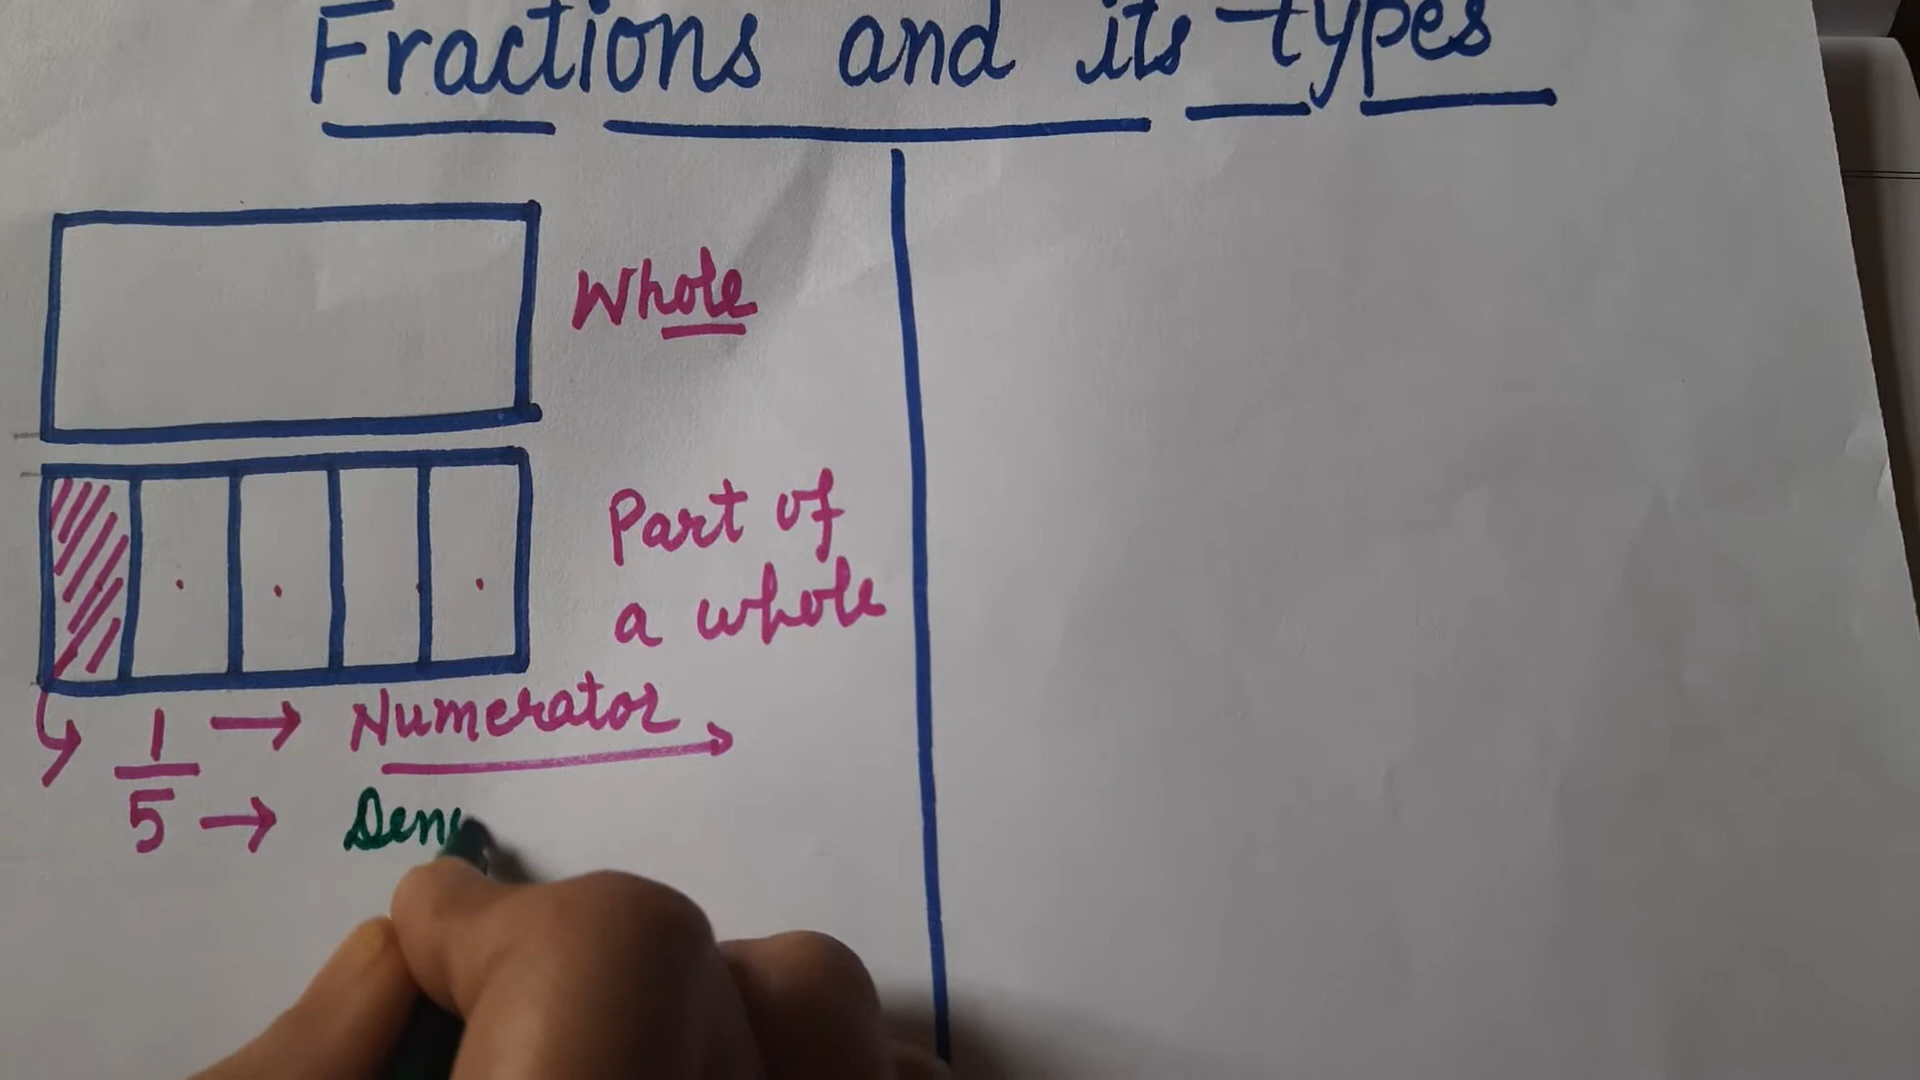 Fractions and its types
Whole
Part of
a whole
1 → Numerator
5 →